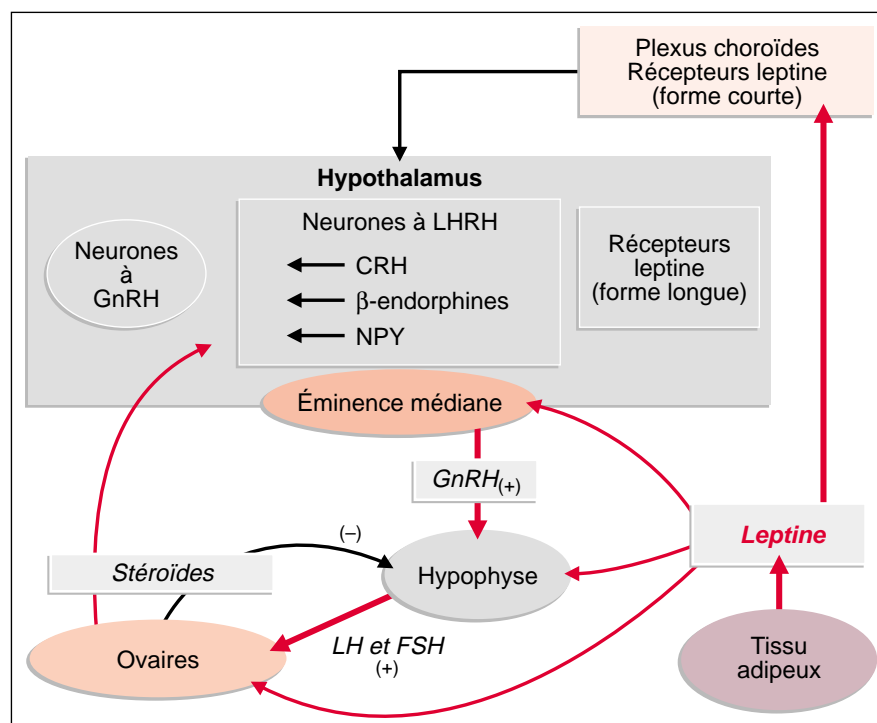 Plexus choroïdes
Récepteurs leptine
(forme courte)
Hypothalamus
Neurones
à
GnRH
Neurones à LHRH
CRH
β-endorphines
NPY
Récepteurs
leptine
(forme longue)
Éminence médiane
GnRH(+)
Leptine
(–)
Stéroïdes
Hypophyse
LH et FSH
(+)
Ovaires
Tissu
adipeux